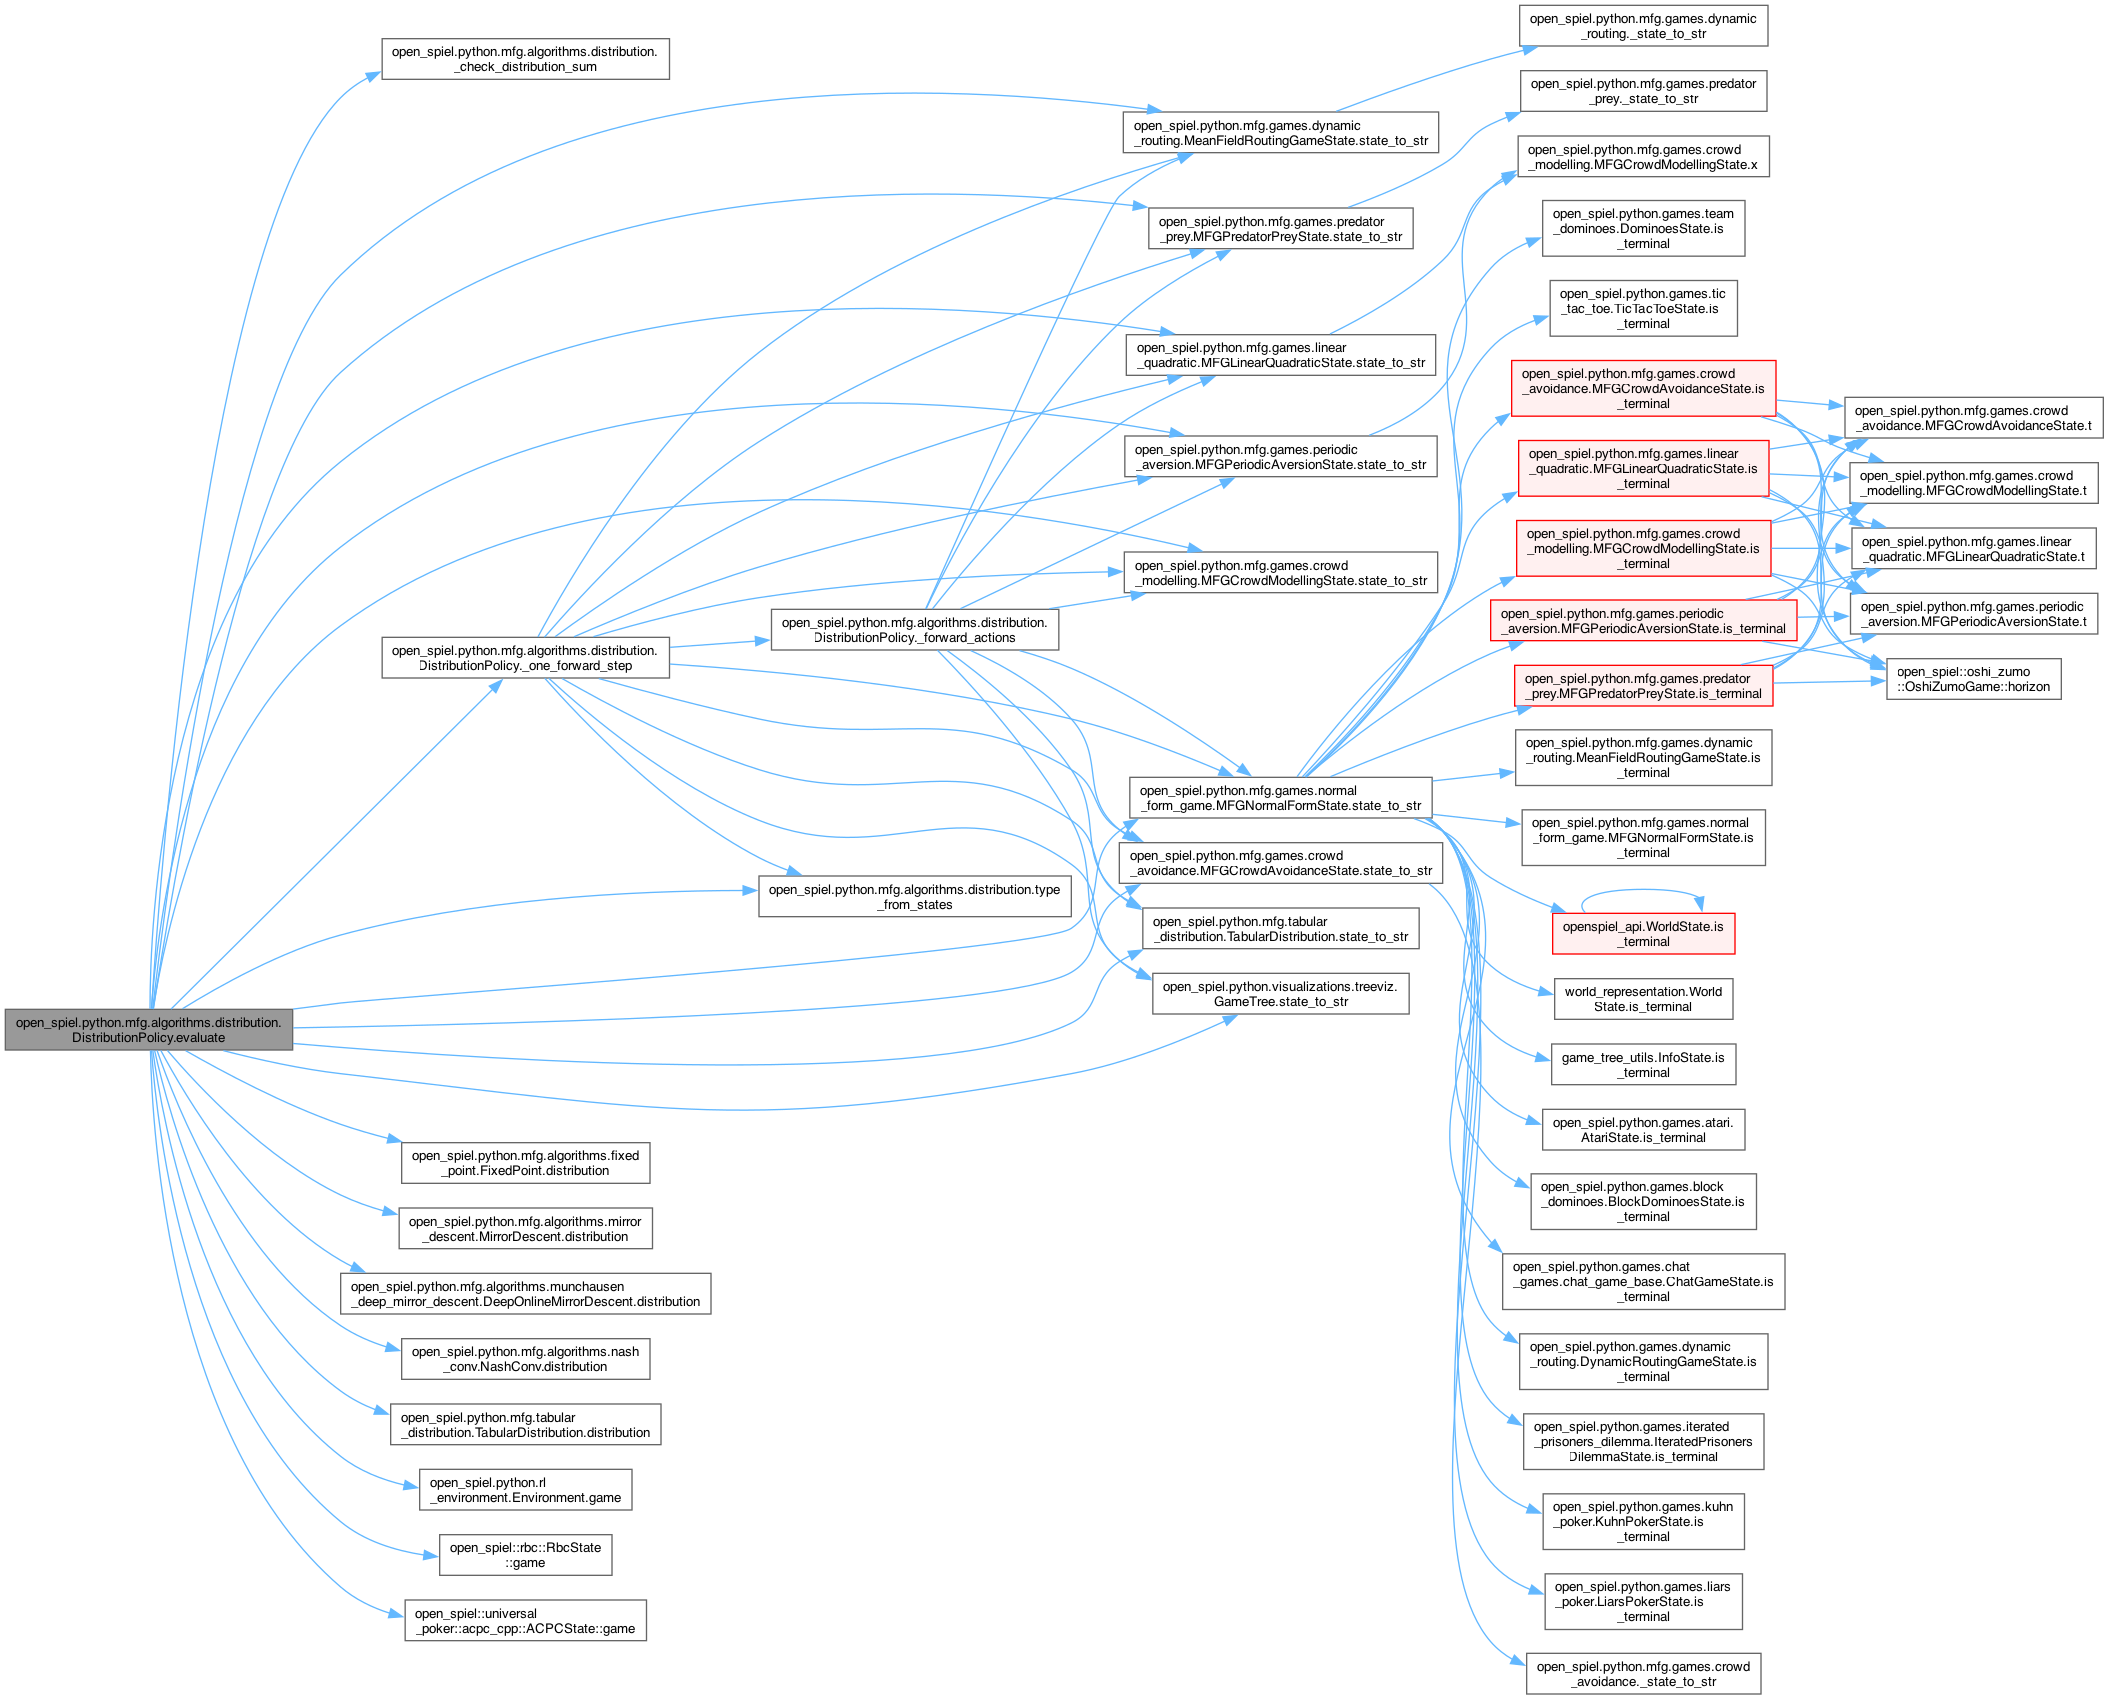 open_spiel.python.mfg.algorithms.distribution.
_check_distribution_sum
open_spiel.python.mfg.algorithms.distribution.
DistributionPolicy._one_forward_step
open_spiel.python.mfg.algorithms.distribution.
DistributionPolicy.evaluate
open_spiel.python.mfg.algorithms.fixed
_point.FixedPoint.distribution
open_spiel.python.mfg.algorithms.mirror
_descent.MirrorDescent.distribution
open_spiel.python.mfg.algorithms.munchausen
_deep_mirror_descent.DeepOnlineMirrorDescent.distribution
open_spiel.python.mfg.algorithms.nash
_conv.NashConv.distribution
open_spiel.python.mfg.tabular
_distribution.TabularDistribution.distribution
open_spiel.python.rl
_environment.Environment.game
open_spiel::rbc::RbcState
::game
open_spiel::universal
_poker::acpc_cpp::ACPCState::game
open_spiel.python.mfg.algorithms.distribution.
DistributionPolicy._forward_actions
open_spiel.python.mfg.algorithms.distribution.type
_from_states
open_spiel.python.mfg.games.dynamic
_routing.MeanFieldRoutingGameState.state_to_str
open_spiel.python.mfg.games.predator
_prey.MFGPredatorPreyState.state_to_str
open_spiel.python.mfg.games.linear
_quadratic.MFGLinearQuadraticState.state_to_str
open_spiel.python.mfg.games.periodic
_aversion.MFGPeriodicAversionState.state_to_str
open_spiel.python.mfg.games.crowd
_modelling.MFGCrowdModellingState.state_to_str
open_spiel.python.mfg.games.normal
_form_game.MFGNormalFormState.state_to_str
open_spiel.python.mfg.games.crowd
_avoidance.MFGCrowdAvoidanceState.state_to_str
open_spiel.python.mfg.tabular
_distribution.TabularDistribution.state_to_str
open_spiel.python.visualizations.treeviz.
GameTree.state_to_str
open_spiel.python.mfg.games.dynamic
_routing._state_to_str
open_spiel.python.mfg.games.predator
_prey._state_to_str
open_spiel.python.mfg.games.crowd
_modelling.MFGCrowdModellingState.x
open_spiel.python.games.team
_dominoes.DominoesState.is
_terminal
open_spiel.python.games.tic
_tac_toe.TicTacToeState.is
_terminal
open_spiel.python.mfg.games.crowd
_avoidance.MFGCrowdAvoidanceState.is
_terminal
open_spiel.python.mfg.games.linear
_quadratic.MFGLinearQuadraticState.is
_terminal
open_spiel.python.mfg.games.crowd
_modelling.MFGCrowdModellingState.is
_terminal
open_spiel.python.mfg.games.periodic
_aversion.MFGPeriodicAversionState.is_terminal
open_spiel.python.mfg.games.predator
_prey.MFGPredatorPreyState.is_terminal
open_spiel.python.mfg.games.dynamic
_routing.MeanFieldRoutingGameState.is
_terminal
open_spiel.python.mfg.games.normal
_form_game.MFGNormalFormState.is
_terminal
openspiel_api.WorldState.is
_terminal
world_representation.World
State.is_terminal
game_tree_utils.InfoState.is
_terminal
open_spiel.python.games.atari.
AtariState.is_terminal
open_spiel.python.games.block
_dominoes.BlockDominoesState.is
_terminal
open_spiel.python.games.chat
_games.chat_game_base.ChatGameState.is
_terminal
open_spiel.python.games.dynamic
_routing.DynamicRoutingGameState.is
_terminal
open_spiel.python.games.iterated
_prisoners_dilemma.IteratedPrisoners
DilemmaState.is_terminal
open_spiel.python.games.kuhn
_poker.KuhnPokerState.is
_terminal
open_spiel.python.games.liars
_poker.LiarsPokerState.is
_terminal
open_spiel.python.mfg.games.crowd
_avoidance._state_to_str
open_spiel.python.mfg.games.crowd
_avoidance.MFGCrowdAvoidanceState.t
open_spiel.python.mfg.games.crowd
_modelling.MFGCrowdModellingState.t
open_spiel.python.mfg.games.linear
_quadratic.MFGLinearQuadraticState.t
open_spiel.python.mfg.games.periodic
_aversion.MFGPeriodicAversionState.t
open_spiel::oshi_zumo
::OshiZumoGame::horizon